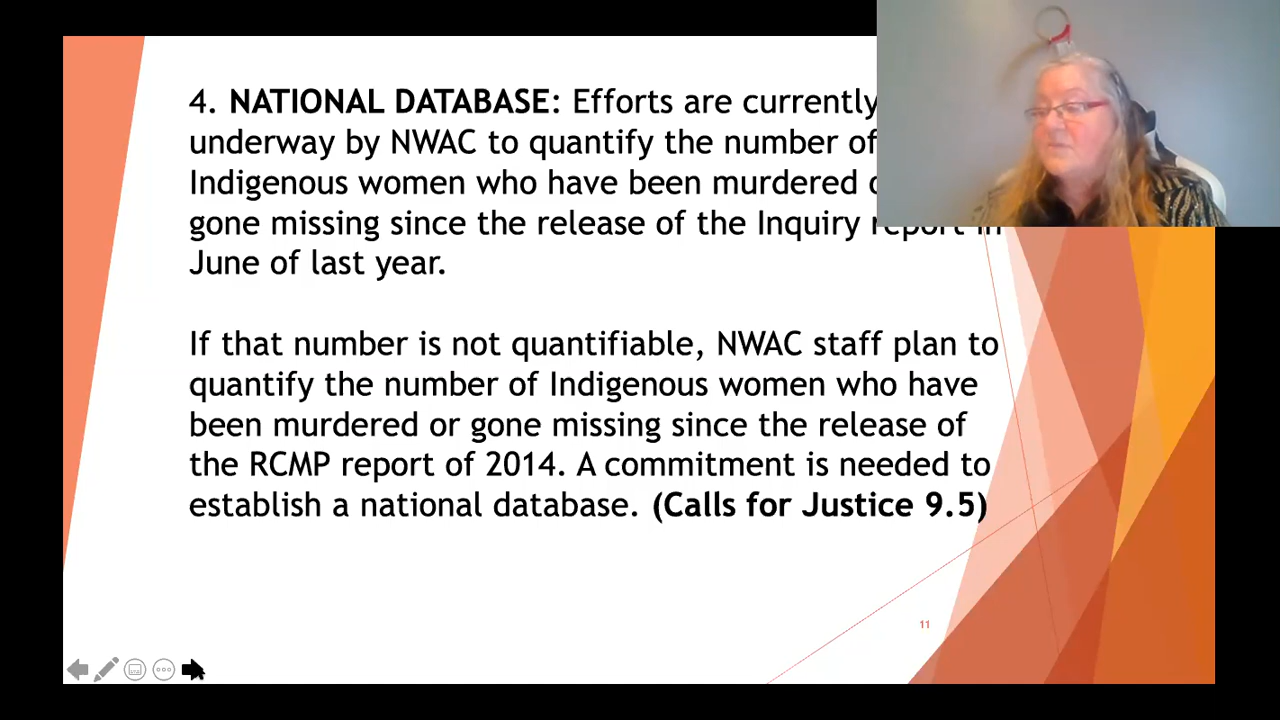 4. NATIONAL DATABASE: Efforts are currently
underway by NWAC to quantify the number of
Indigenous women who have been murdered
gone missing since the release of the Inquiry report in
June of last year.
If that number is not quantifiable, NWAC staff plan to
quantify the number of Indigenous women who have
been murdered or gone missing since the release of
the RCMP report of 2014. A commitment is needed to
establish a national database. (Calls for Justice 9.5)
11